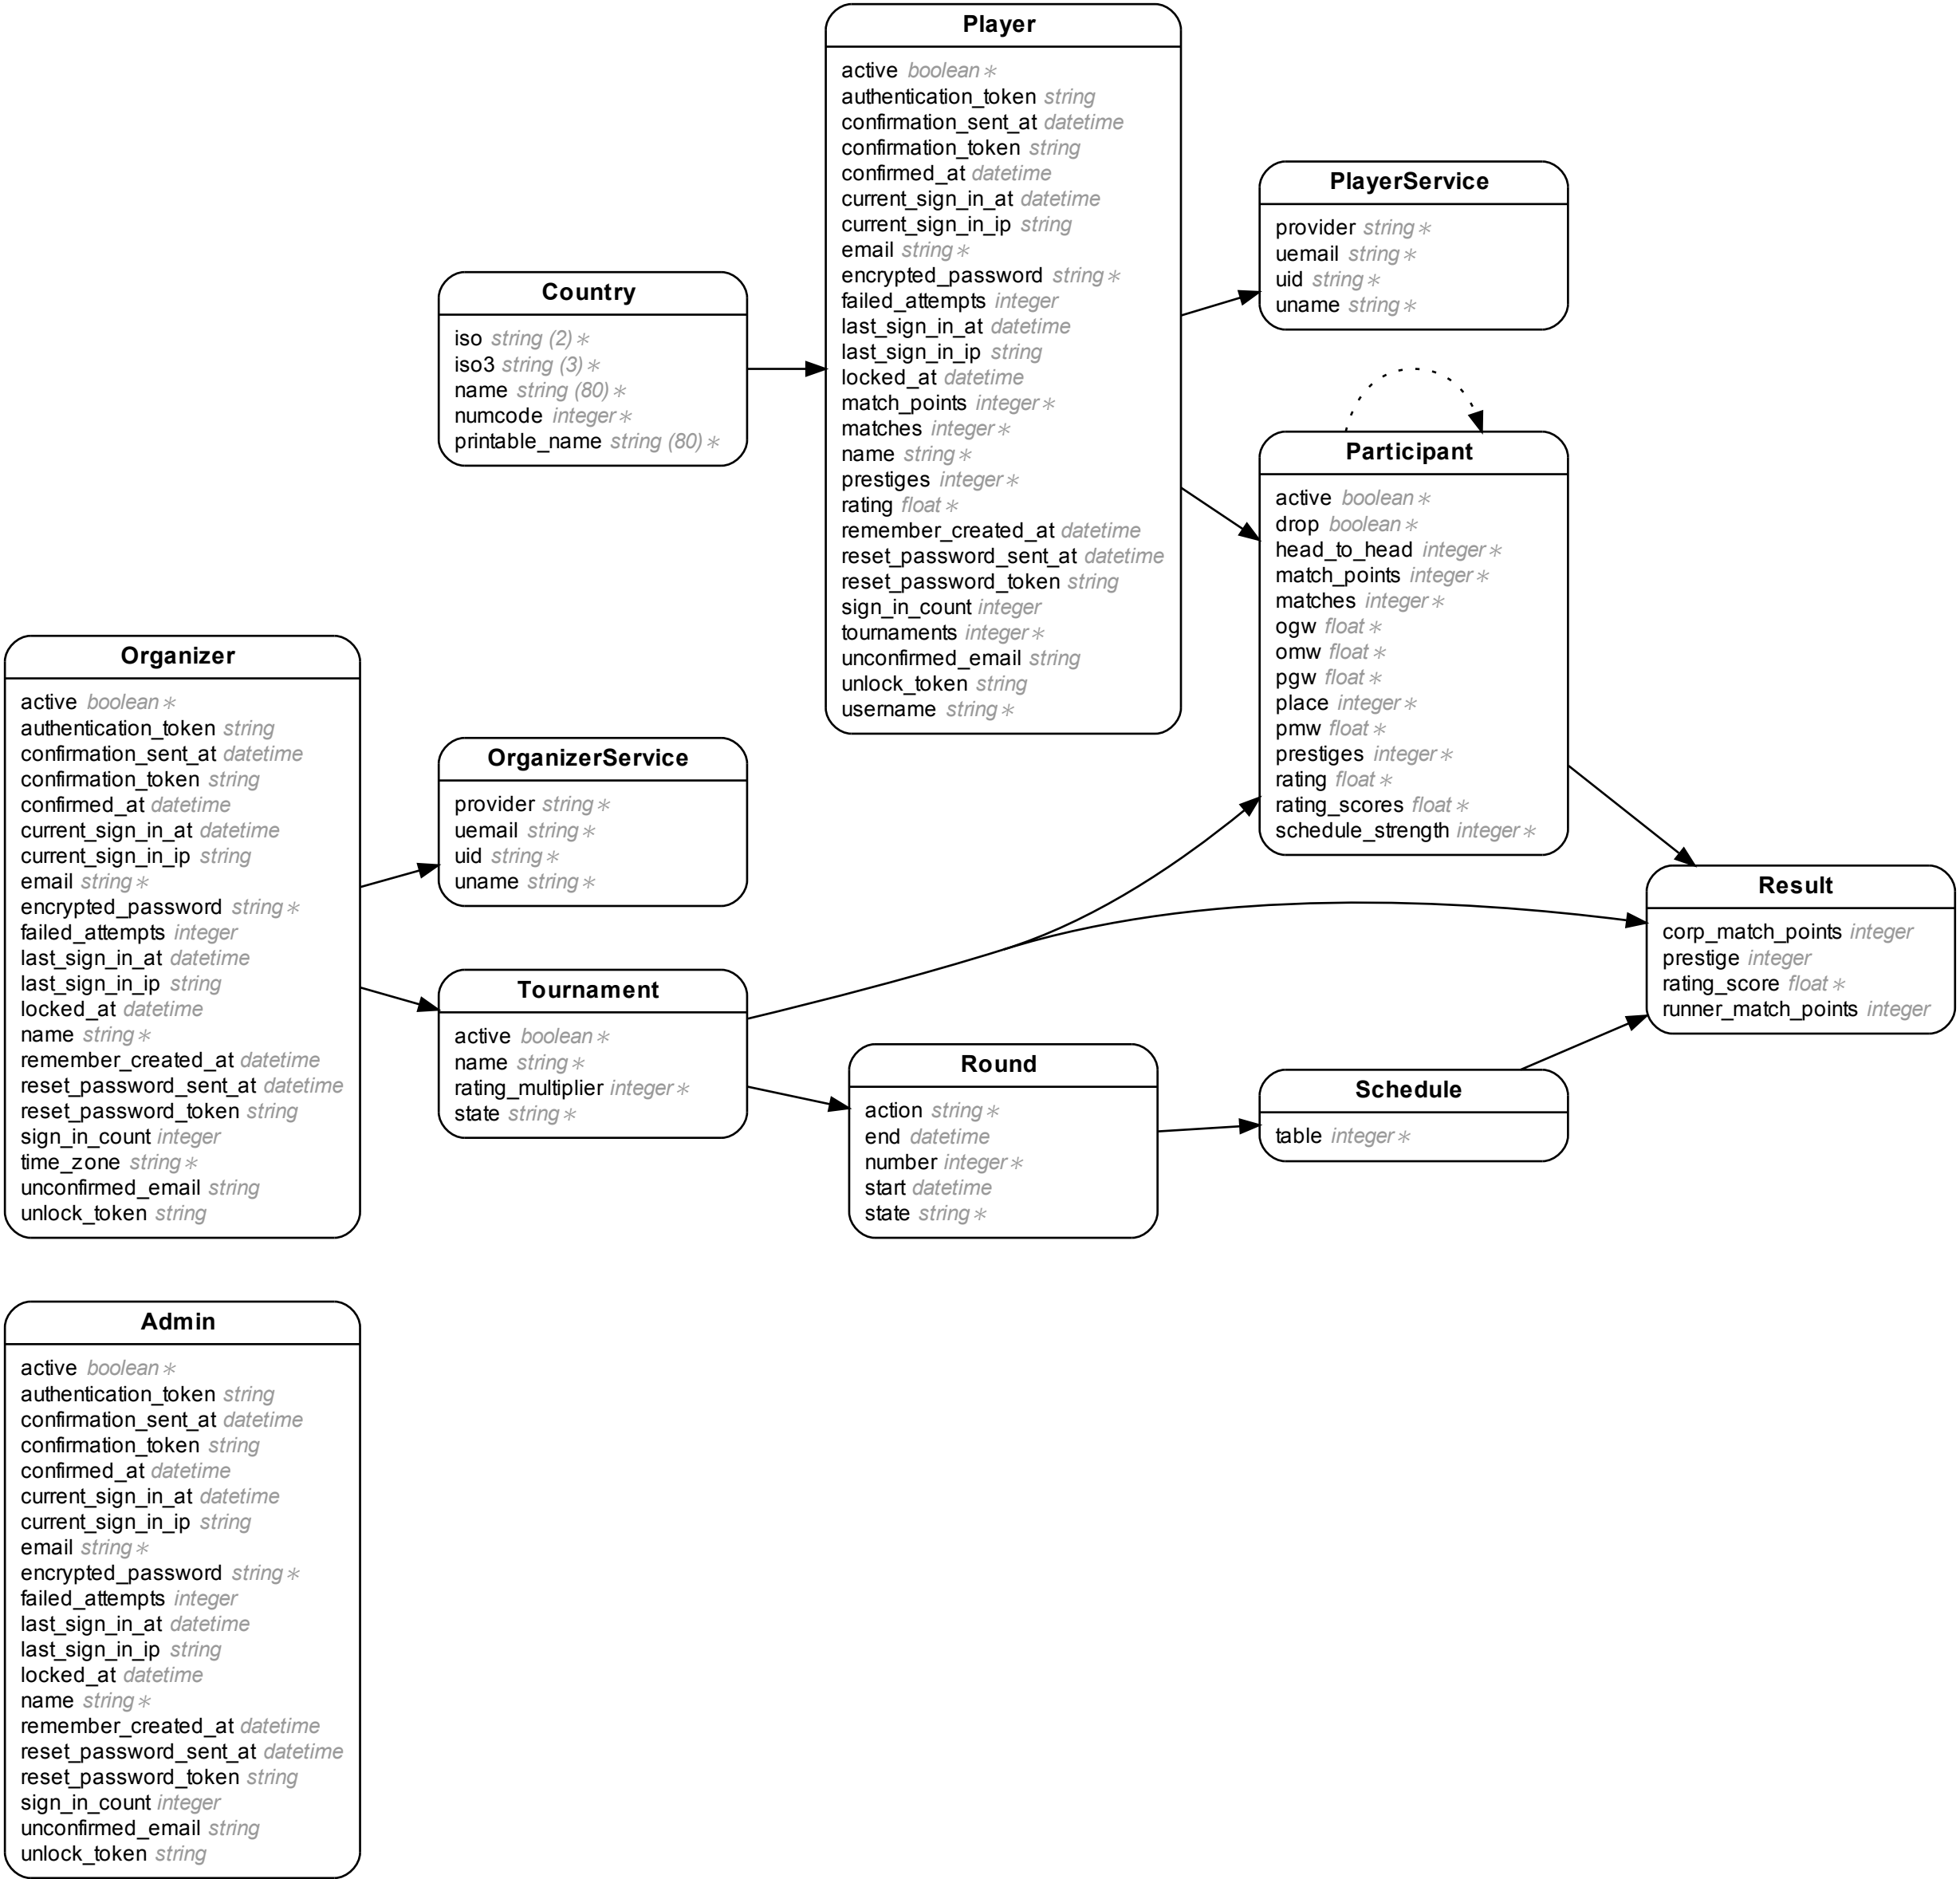 Player
active boolean ∗
authentication_token string
confirmation_sent_at datetime
confirmation_token string
confirmed_at datetime
current_sign_in_at datetime
current_sign_in_ip string
email string ∗
encrypted_password string ∗
failed_attempts integer
last_sign_in_at datetime
last_sign_in_ip string
locked_at datetime
match_points integer ∗
matches integer ∗
name string ∗
prestiges integer ∗
rating float ∗
remember_created_at datetime
reset_password_sent_at datetime
reset_password_token string
sign_in_count integer
tournaments integer ∗
unconfirmed_email string
unlock_token string
username string ∗
PlayerService
provider string ∗
uemail string ∗
uid string ∗
uname string ∗
Country
iso string (2) ∗
iso3 string (3) ∗
name string (80) ∗
numcode integer ∗
printable_name string (80) ∗
Participant
active boolean ∗
drop boolean ∗
head_to_head integer ∗
match_points integer ∗
matches integer ∗
ogw float ∗
omw float ∗
pgw float ∗
place integer ∗
pmw float ∗
prestiges integer ∗
rating float ∗
rating_scores float ∗
schedule_strength integer ∗
Organizer
active boolean ∗
authentication_token string
confirmation_sent_at datetime
confirmation_token string
confirmed_at datetime
current_sign_in_at datetime
current_sign_in_ip string
email string ∗
encrypted_password string ∗
failed_attempts integer
last_sign_in_at datetime
last_sign_in_ip string
locked_at datetime
name string ∗
remember_created_at datetime
reset_password_sent_at datetime
reset_password_token string
sign_in_count integer
time_zone string ∗
unconfirmed_email string
unlock_token string
OrganizerService
provider string ∗
uemail string ∗
uid string ∗
uname string ∗
Result
corp_match_points integer
prestige integer
rating_score float ∗
runner_match_points integer
Tournament
active boolean ∗
name string ∗
rating_multiplier integer ∗
state string ∗
Round
action string ∗
end datetime
number integer ∗
start datetime
state string ∗
Schedule
table integer ∗
Admin
active boolean ∗
authentication_token string
confirmation_sent_at datetime
confirmation_token string
confirmed_at datetime
current_sign_in_at datetime
current_sign_in_ip string
email string ∗
encrypted_password string ∗
failed_attempts integer
last_sign_in_at datetime
last_sign_in_ip string
locked_at datetime
name string ∗
remember_created_at datetime
reset_password_sent_at datetime
reset_password_token string
sign_in_count integer
unconfirmed_email string
unlock_token string